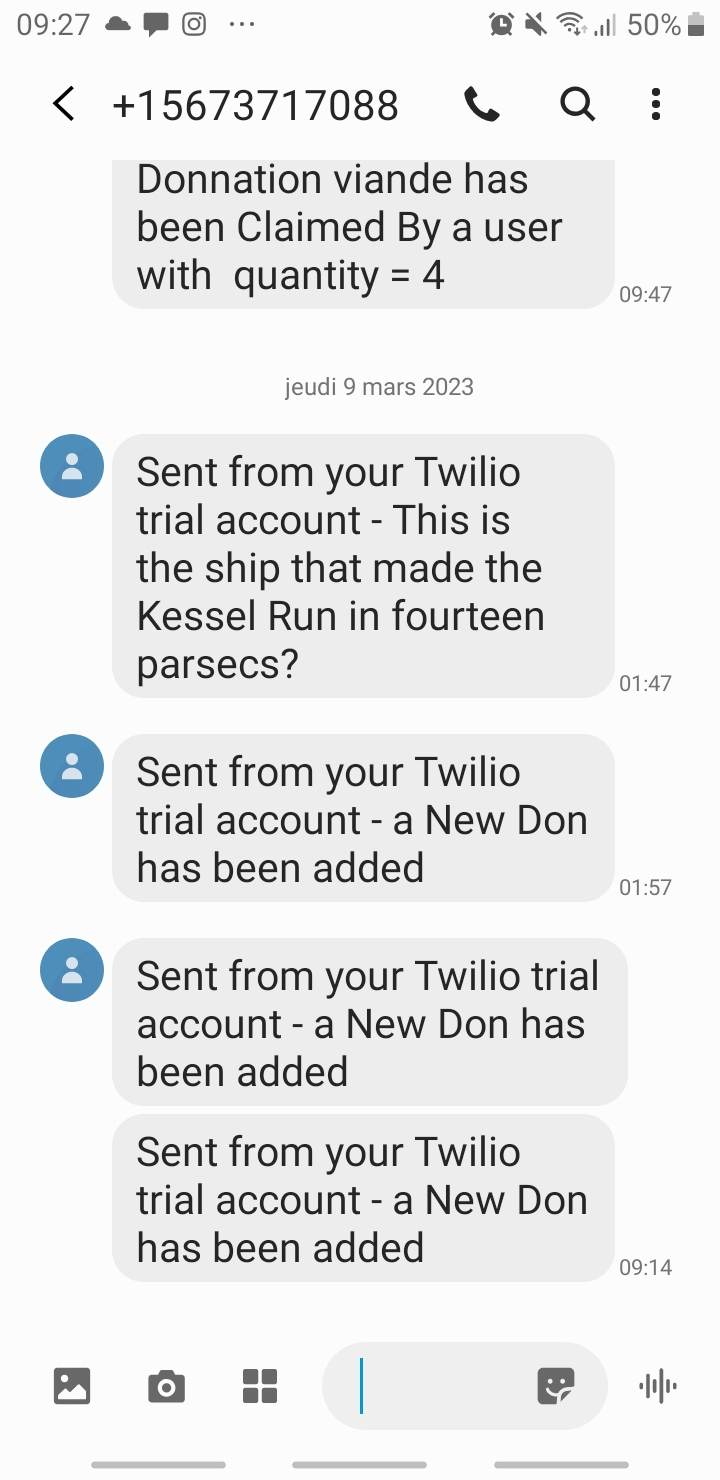 09:27 50%
+15673717088
Donnation viande has
been Claimed By a user
with  quantity = 4
09:47
jeudi 9 mars 2023
Sent from your Twilio
trial account - This is
the ship that made the
Kessel Run in fourteen
parsecs?
01:47
Sent from your Twilio
trial account - a New Don
has been added
01:57
Sent from your Twilio trial
account - a New Don has
been added
Sent from your Twilio
trial account - a New Don
has been added
09:14